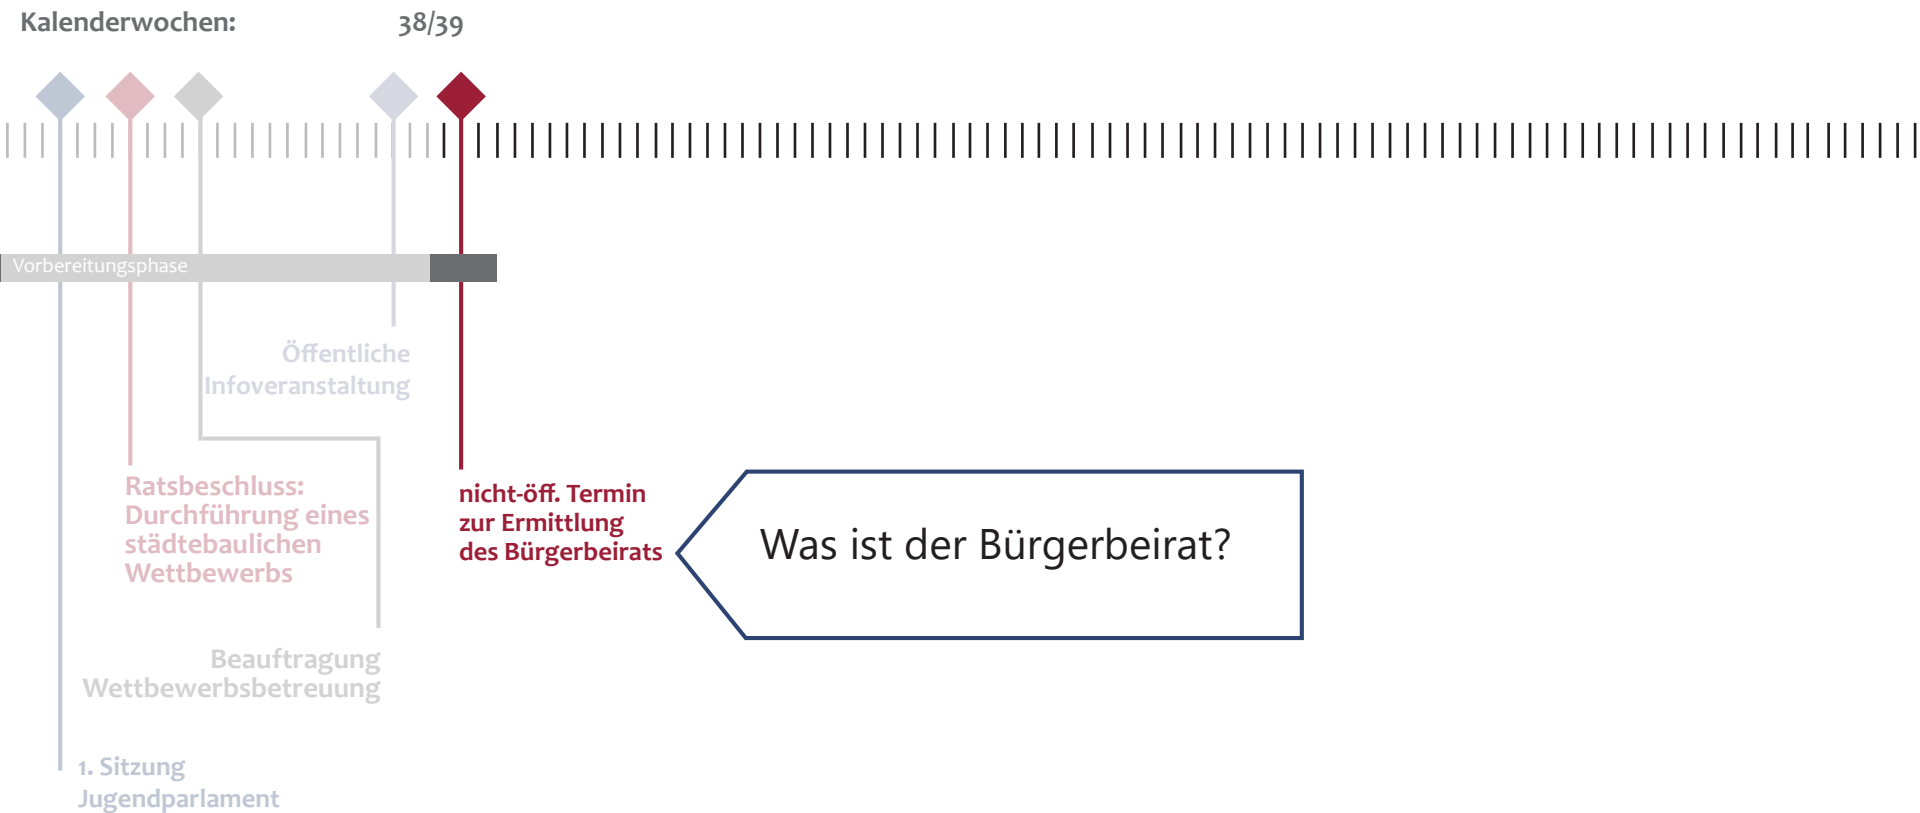 Kalenderwochen: 38/39
Vorbereitungsphase
Öffentliche
Infoveranstaltung
Ratsbeschluss:
Durchführung eines
städtebaulichen
Wettbewerbs
nicht-öff. Termin
zur Ermittlung
des Bürgerbeirats
Was ist der Bürgerbeirat?
Beauftragung
Wettbewerbsbetreuung
1. Sitzung
Jugendparlament